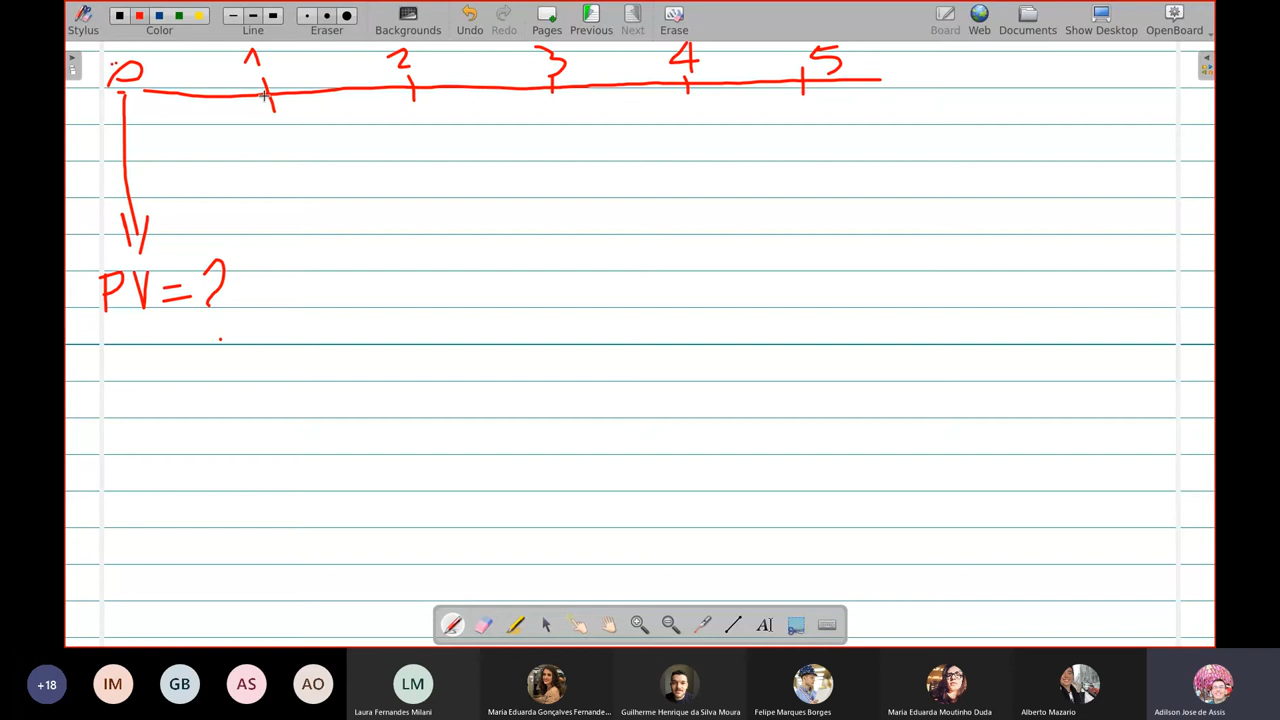 Stylus Color Line Eraser Backgrounds Undo Redo Pages Previous Next Erase Board Web Documents Show Desktop OpenBoard
0 1 2 3 4 5
PV = ?
AI
+18 IM GB AS AO LM
Laura Fernandes Milani Maria Eduarda Gonçalves Fernande... Guilherme Henrique da Silva Moura Felipe Marques Borges Maria Eduarda Moutinho Duda Alberto Mazario Adilson Jose de Assis